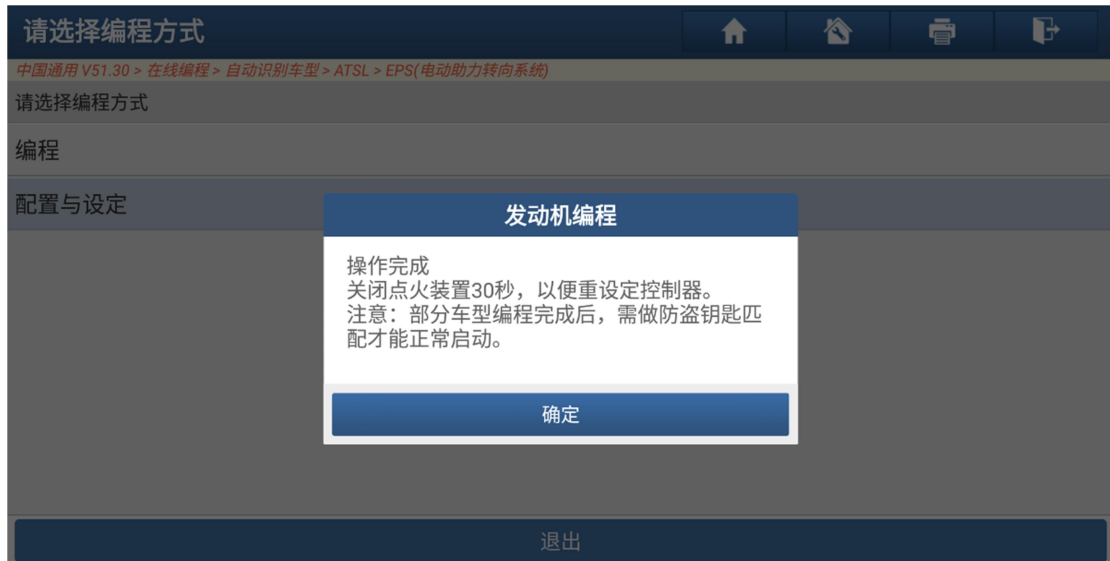 请选择编程方式
中国通用 V51.30 > 在线编程 > 自动识别车型 > ATSL > EPS(电动助力转向系统)
请选择编程方式
编程
配置与设定
发动机编程
操作完成
关闭点火装置30秒，以便重设定控制器。
注意：部分车型编程完成后，需做防盗钥匙匹
配才能正常启动。
确定
退出